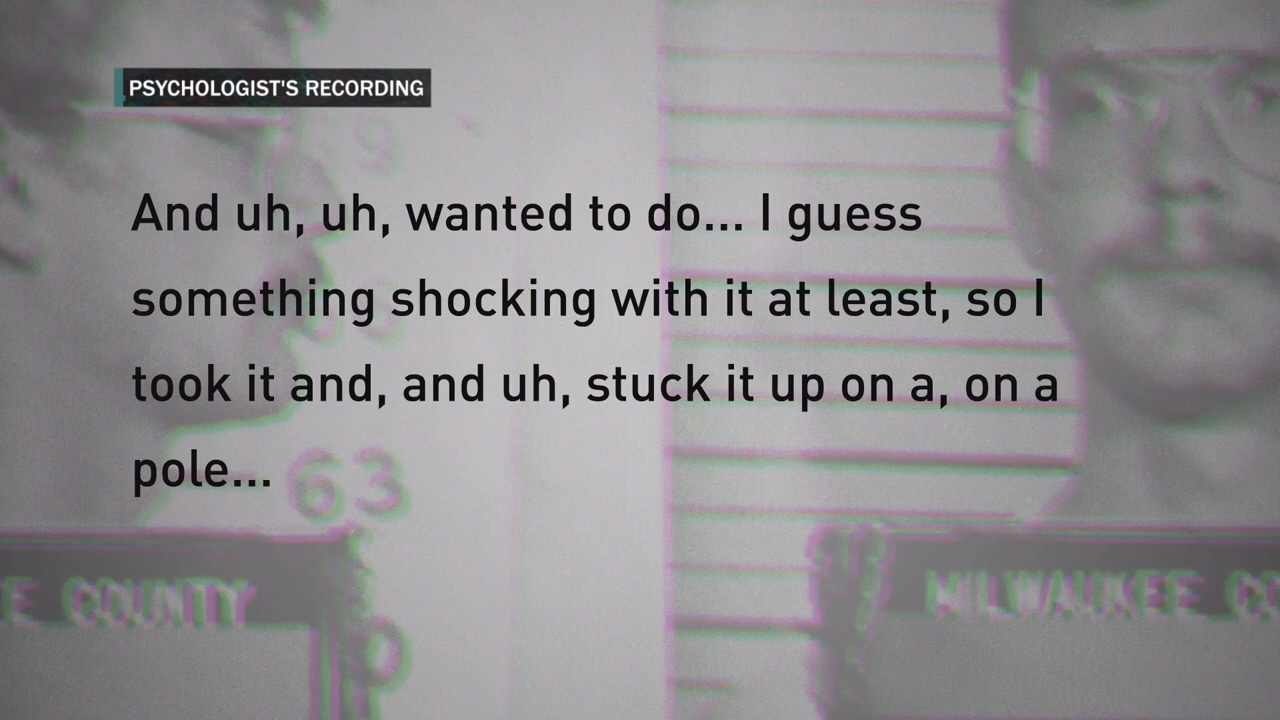 PSYCHOLOGIST'S RECORDING
And uh, uh, wanted to do... I guess
something shocking with it at least, so I
took it and, and uh, stuck it up on a, on a
pole...
63
E COUNTY
MILWAUKEE CO